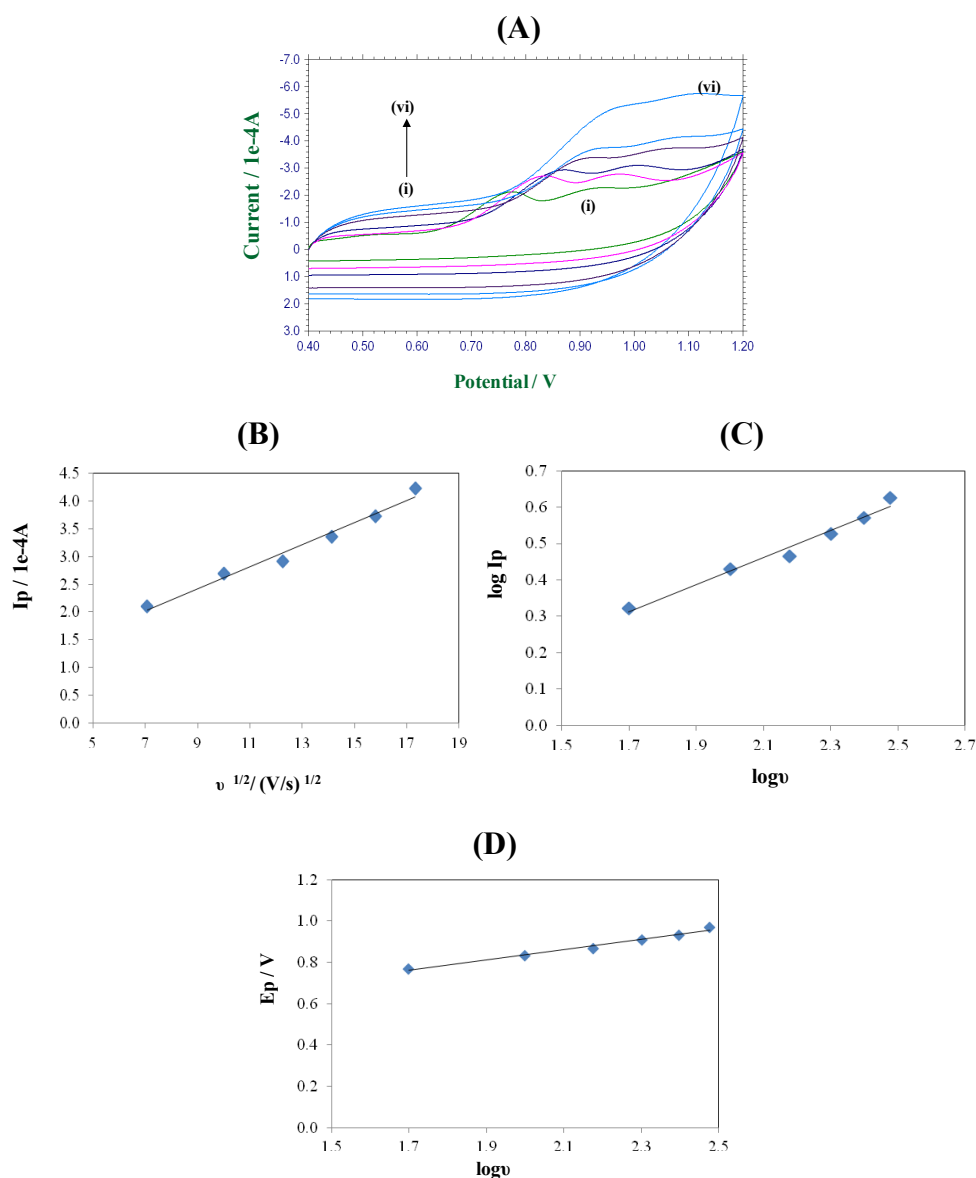 (A)
-7.0
-6.0
-5.0
-4.0
-3.0
-2.0
-1.0
0
1.0
2.0
3.0
Current / 1e-4A
(vi)
(i)
(vi)
(i)
0.40 0.50 0.60 0.70 0.80 0.90 1.00 1.10 1.20
Potential / V
(B)
4.5
4.0
3.5
3.0
2.5
2.0
1.5
1.0
0.5
0.0
Ip / 1e-4A
5 7 9 11 13 15 17 19
υ 1/2/ (V/s) 1/2
(C)
0.7
0.6
0.5
0.4
0.3
0.2
0.1
0.0
log Ip
1.5 1.7 1.9 2.1 2.3 2.5 2.7
logυ
(D)
1.2
1.0
0.8
0.6
0.4
0.2
0.0
Ep / V
1.5 1.7 1.9 2.1 2.3 2.5
logυ